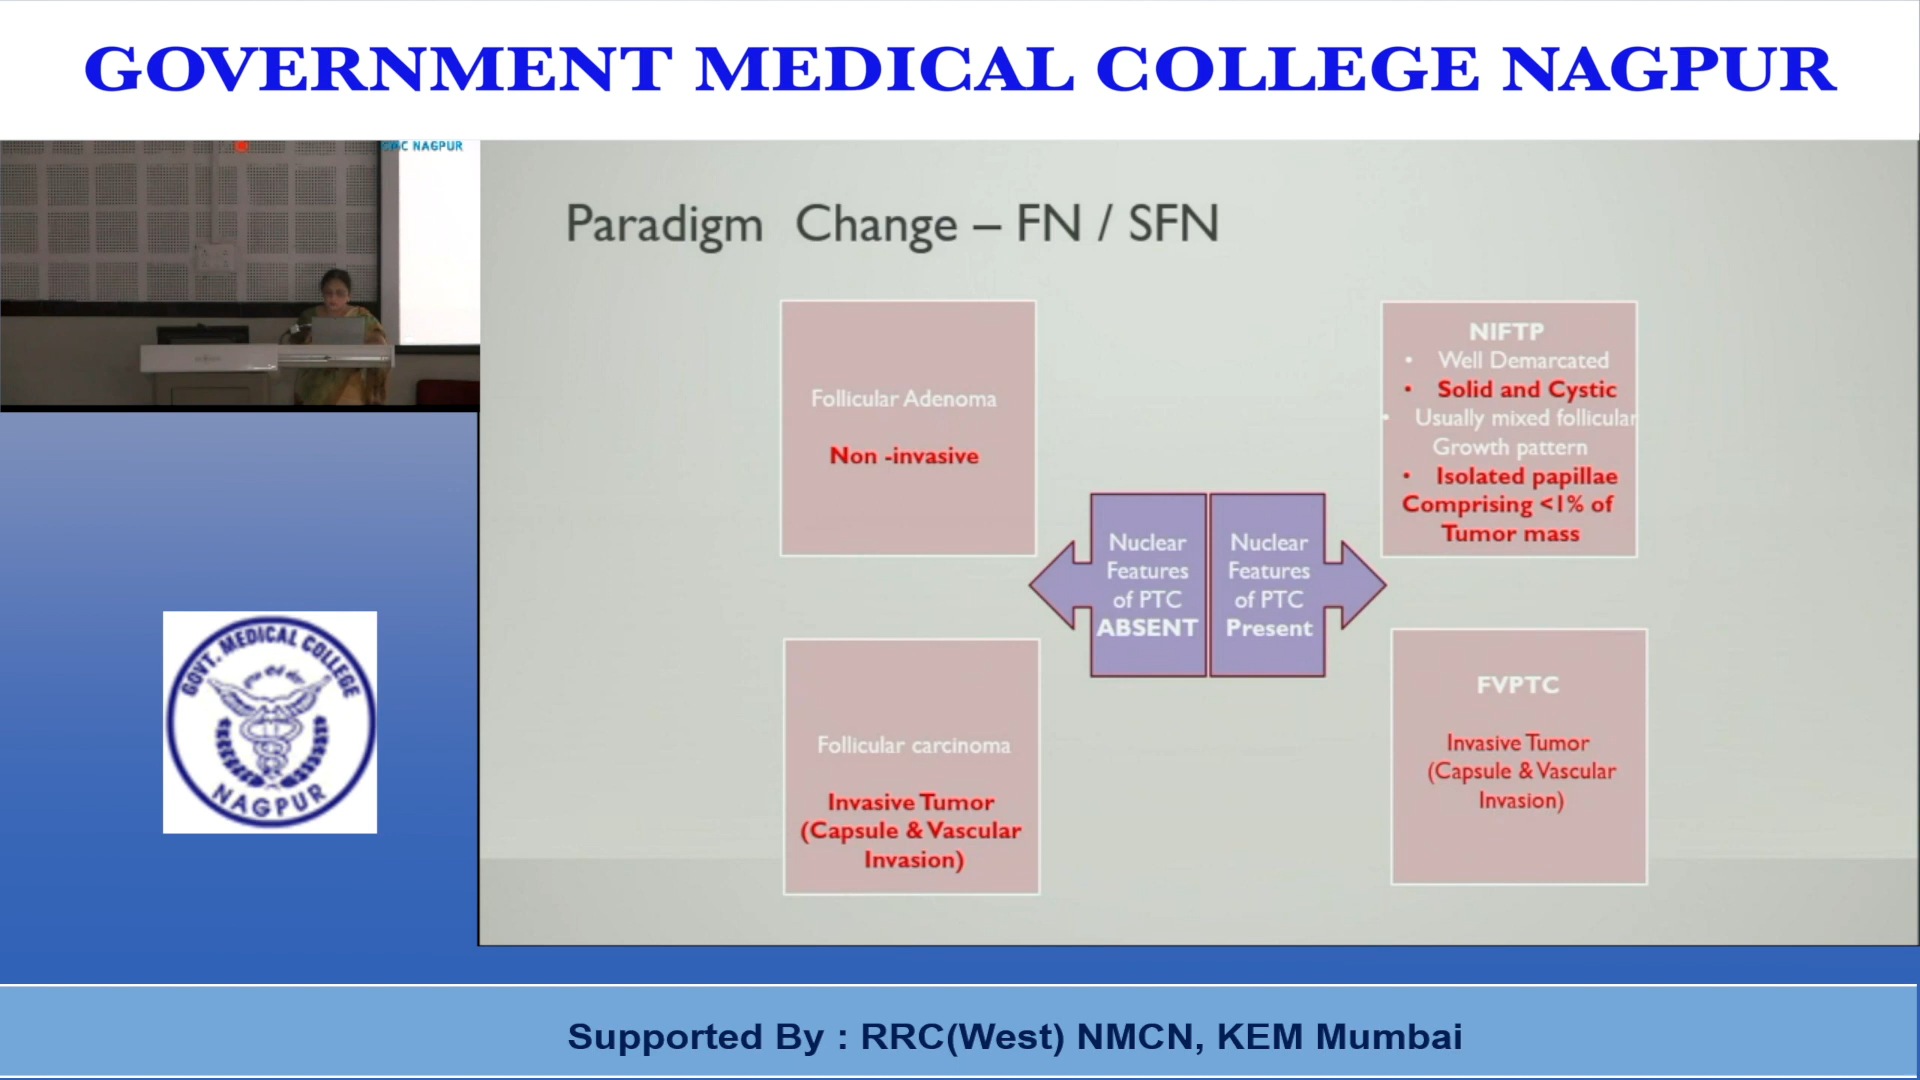 GOVERNMENT MEDICAL COLLEGE NAGPUR
GMC NAGPUR
Paradigm Change – FN / SFN
Follicular Adenoma
Non -invasive
NIFTP
• Well Demarcated
• Solid and Cystic
• Usually mixed follicular
Growth pattern
• Isolated papillae
Comprising <1% of
Tumor mass
Nuclear
Features
of PTC
ABSENT
Nuclear
Features
of PTC
Present
Follicular carcinoma
Invasive Tumor
(Capsule & Vascular
Invasion)
FVPTC
Invasive Tumor
(Capsule & Vascular
Invasion)
GOVT. MEDICAL COLLEGE
NAGPUR
Supported By : RRC(West) NMCN, KEM Mumbai